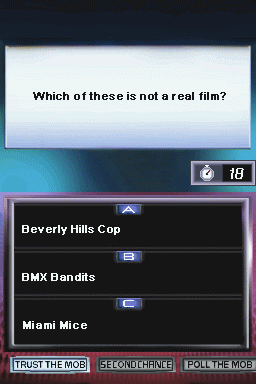 Which of these is not a real film?
18
A
Beverly Hills Cop
B
BMX Bandits
C
Miami Mice
TRUST THE MOB SECOND CHANCE POLL THE MOB